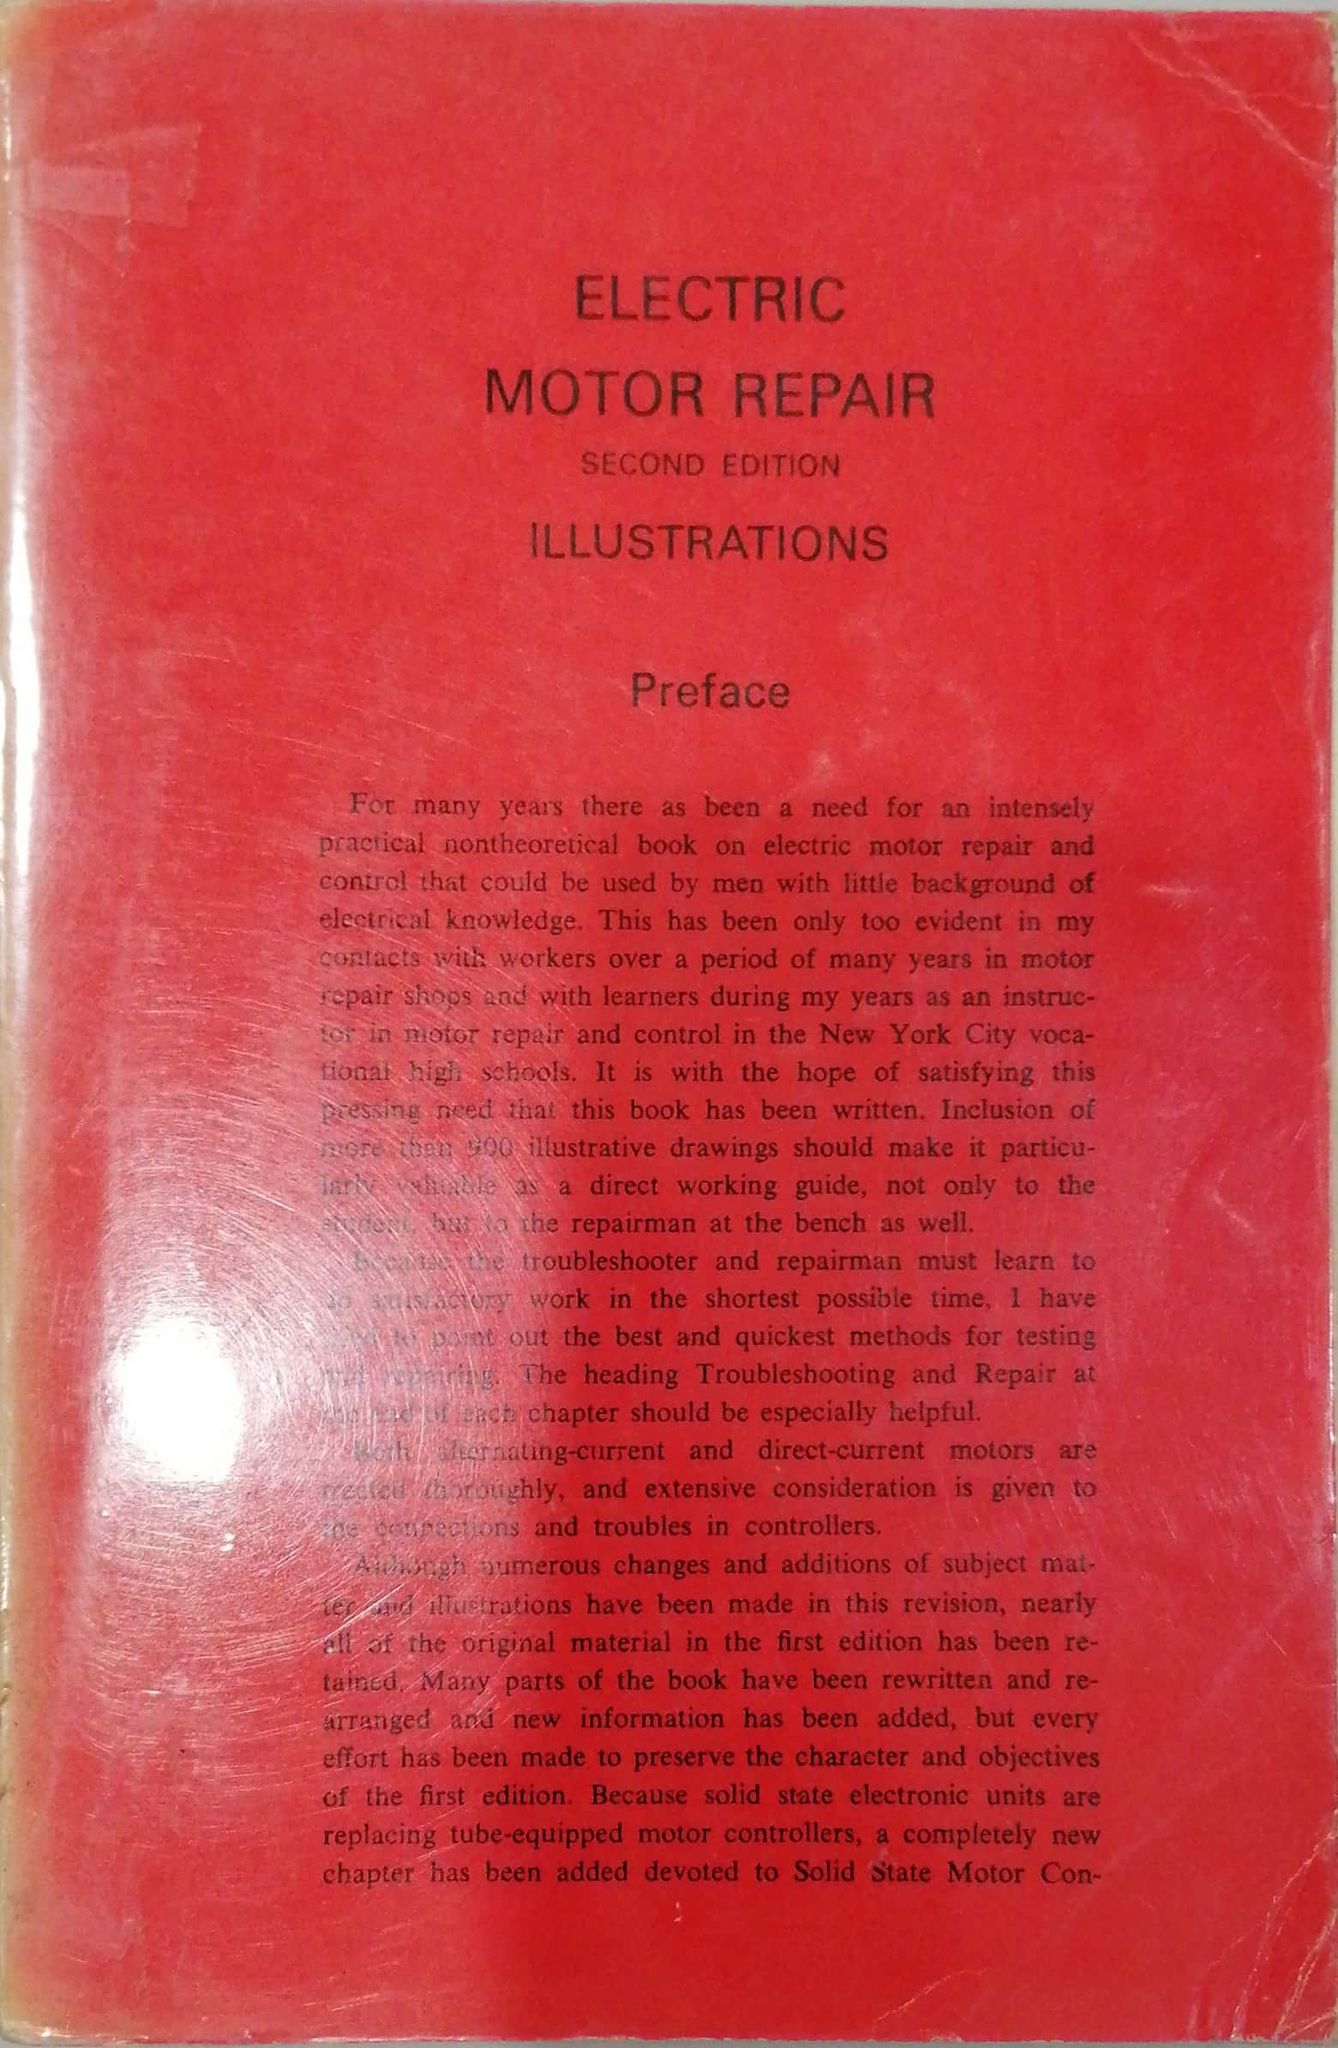 ELECTRIC
MOTOR REPAIR
SECOND EDITION
ILLUSTRATIONS
Preface
For many years there as been a need for an intensely
practical nontheoretical book on electric motor repair and
control that could be used by men with little background of
electrical knowledge. This has been only too evident in my
contacts with workers over a period of many years in motor
repair shops and with learners during my years as an instruc-
tor in motor repair and control in the New York City voca-
tional high schools. It is with the hope of satisfying this
pressing need that this book has been written. Inclusion of
more than 900 illustrative drawings should make it particu-
larly valuable as a direct working guide, not only to the
student, but to the repairman at the bench as well.
Because the troubleshooter and repairman must learn to
do satisfactory work in the shortest possible time, I have
to point out the best and quickest methods for testing
and repairing. The heading Troubleshooting and Repair at
the end of each chapter should be especially helpful.
Both alternating-current and direct-current motors are
treated thoroughly, and extensive consideration is given to
the connections and troubles in controllers.
Although numerous changes and additions of subject mat-
ter and illustrations have been made in this revision, nearly
all of the original material in the first edition has been re-
tained. Many parts of the book have been rewritten and re-
arranged and new information has been added, but every
effort has been made to preserve the character and objectives
of the first edition. Because solid state electronic units are
replacing tube-equipped motor controllers, a completely new
chapter has been added devoted to Solid State Motor Con-